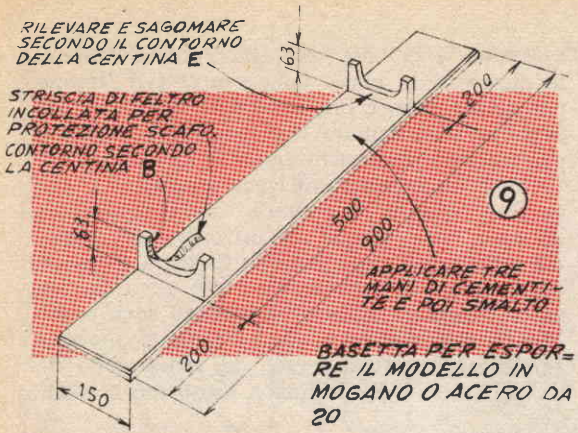 RILEVARE E SAGOMARE
SECONDO IL CONTORNO
DELLA CENTINA E
STRISCIA DI FELTRO
INCOLLATA PER
PROTEZIONE SCAFO.
CONTORNO SECONDO
LA CENTINA B
63
63
200
500
900
9
APPLICARE TRE
MANI DI CEMENTI-
TE E POI SMALTO
200
150
BASETTA PER ESPOR=
RE IL MODELLO IN
MOGANO O ACERO DA
20